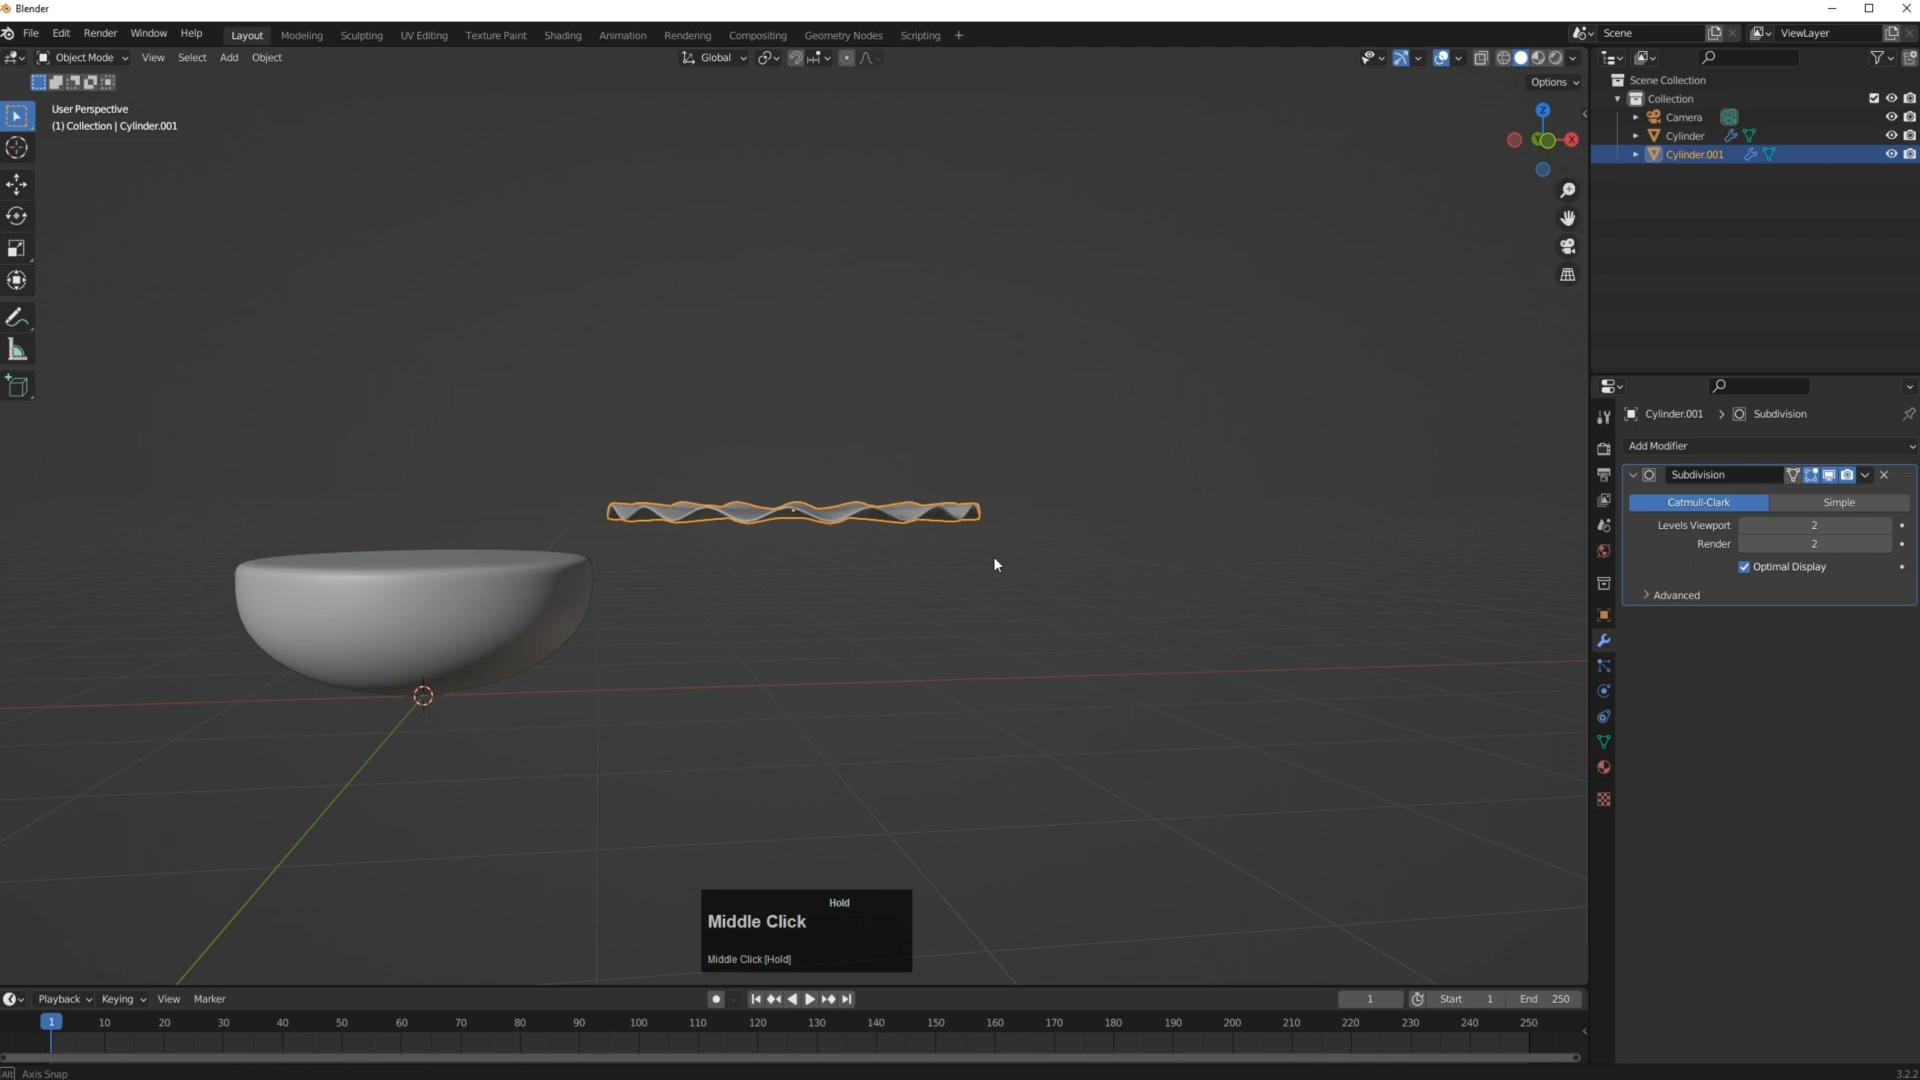 Blender
File Edit Render Window Help Layout Modeling Sculpting UV Editing Texture Paint Shading Animation Rendering Compositing Geometry Nodes Scripting + Scene ViewLayer
Object Mode View Select Add Object Global
Options
User Perspective
(1) Collection | Cylinder.001
Z
Y X
Scene Collection
Collection
Camera
Cylinder
Cylinder.001
Cylinder.001 > Subdivision
Add Modifier
Subdivision
Catmull-Clark Simple
Levels Viewport 2
Render 2
Optimal Display
Advanced
Hold
Middle Click
Middle Click [Hold]
Playback Keying View Marker 1 Start 1 End 250
1 10 20 30 40 50 60 70 80 90 100 110 120 130 140 150 160 170 180 190 200 210 220 230 240 250
Alt Axis Snap
3.2.2